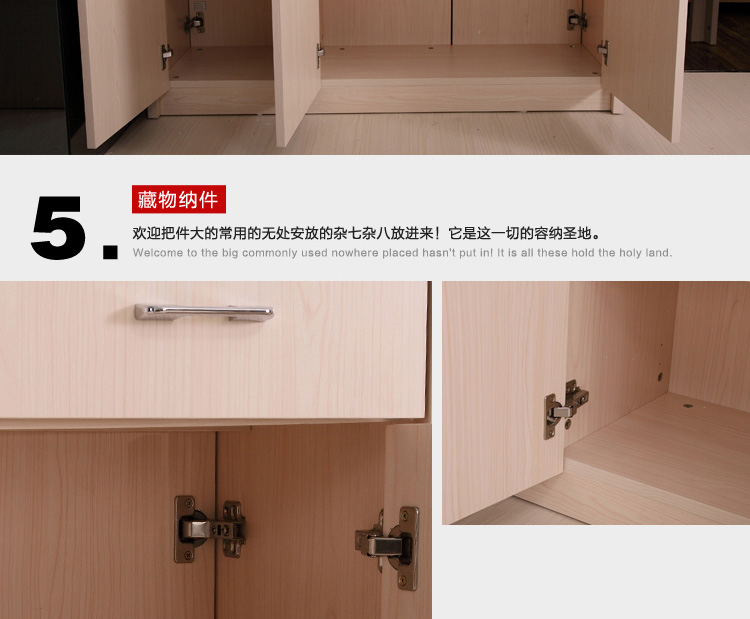 5.
藏物纳件
欢迎把件大的常用的无处安放的杂七杂八放进来！它是这一切的容纳圣地。
Welcome to the big commonly used nowhere placed hasn't put in! It is all these hold the holy land.